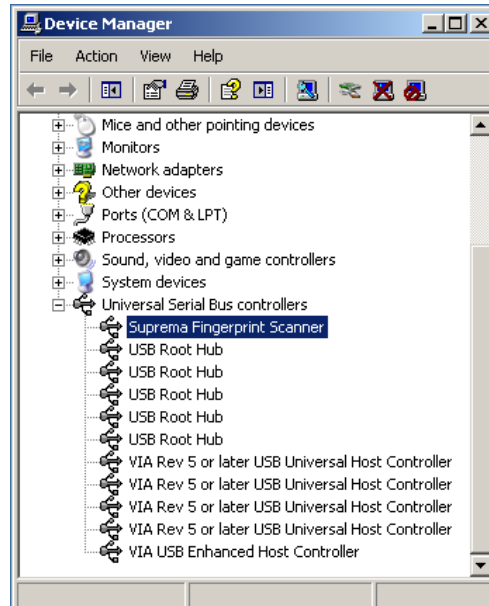 Device Manager
File Action View Help
Mice and other pointing devices
Monitors
Network adapters
Other devices
Ports (COM & LPT)
Processors
Sound, video and game controllers
System devices
Universal Serial Bus controllers
Suprema Fingerprint Scanner
USB Root Hub
USB Root Hub
USB Root Hub
USB Root Hub
USB Root Hub
VIA Rev 5 or later USB Universal Host Controller
VIA Rev 5 or later USB Universal Host Controller
VIA Rev 5 or later USB Universal Host Controller
VIA Rev 5 or later USB Universal Host Controller
VIA USB Enhanced Host Controller